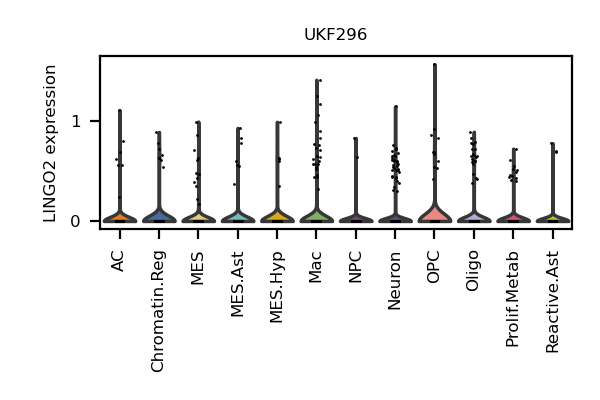 UKF296
LINGO2 expression
1
0
AC
Chromatin.Reg
MES
MES.Ast
MES.Hyp
Mac
NPC
Neuron
OPC
Oligo
Prolif.Metab
Reactive.Ast